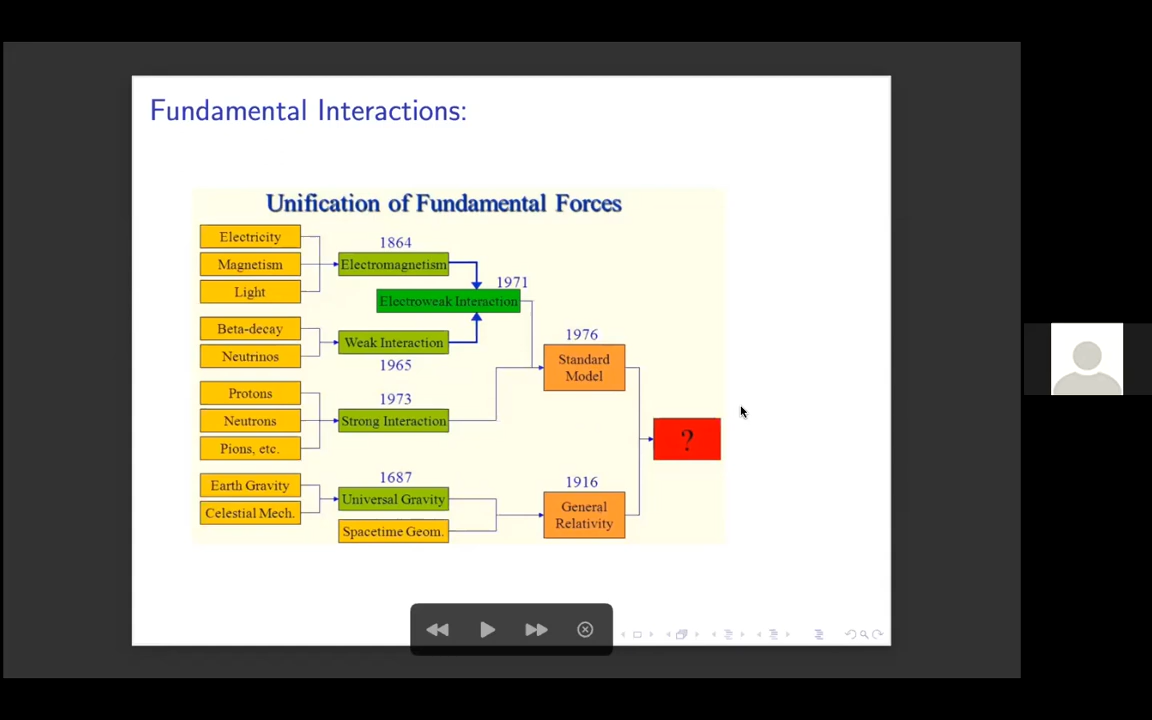 Fundamental Interactions:
Unification of Fundamental Forces
Electricity
Magnetism
Light
1864
Electromagnetism
1971
Electroweak Interaction
Beta-decay
Neutrinos
Weak Interaction
1965
1976
Standard
Model
Protons
Neutrons
Pions, etc.
1973
Strong Interaction
?
Earth Gravity
Celestial Mech.
1687
Universal Gravity
Spacetime Geom.
1916
General
Relativity